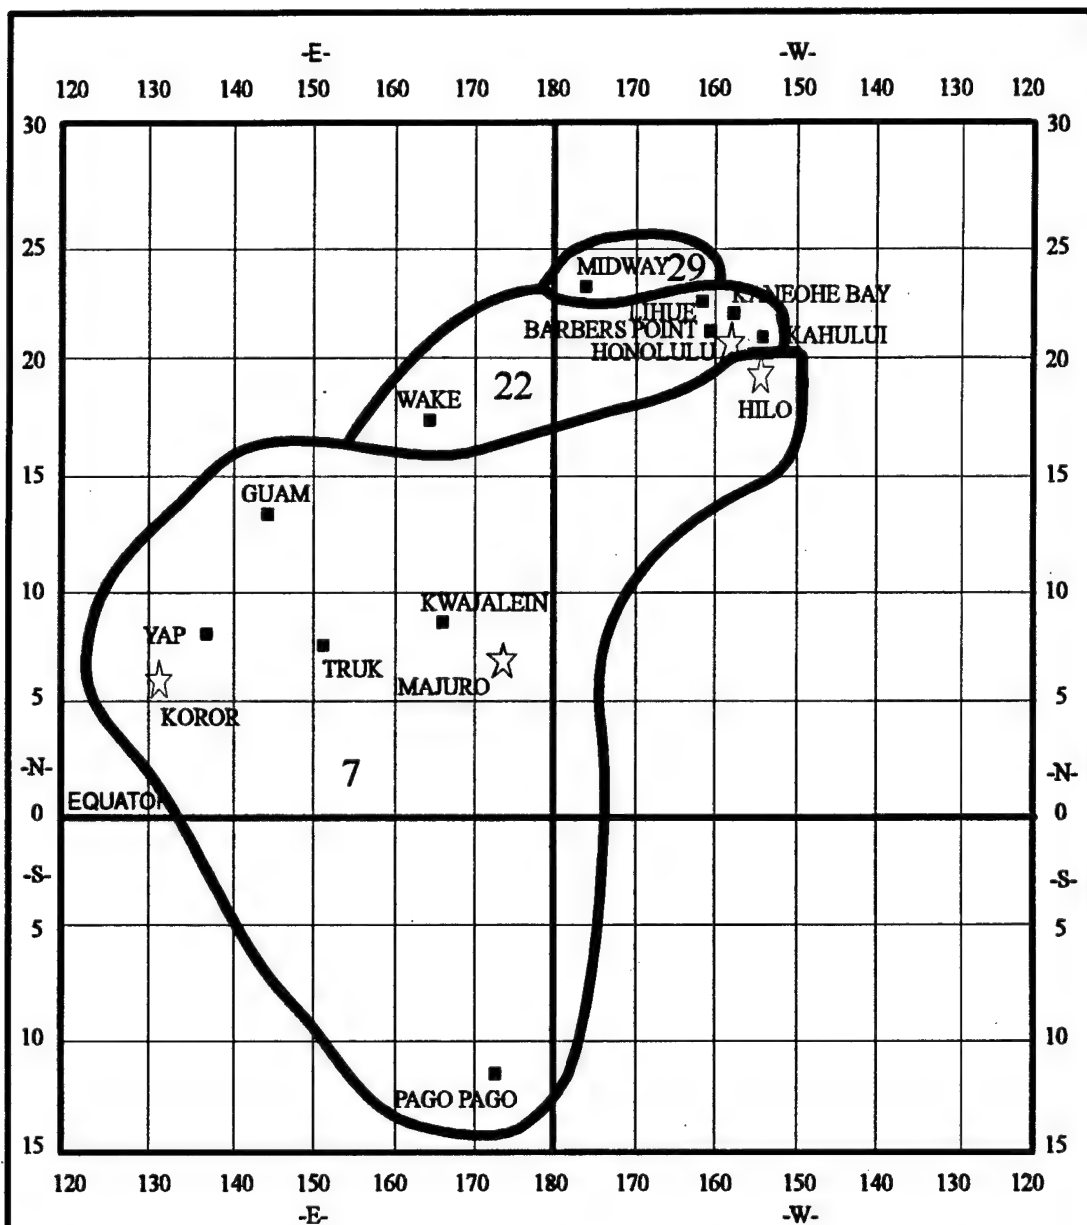 -E- -W-
120 130 140 150 160 170 180 170 160 150 140 130 120
30 30
25 25
MIDWAY 29
KANEOHE BAY
LIHUE
BARBERS POINT KAHULUI
HONOLULU
20 20
22
WAKE HILO
15 15
GUAM
10 10
KWAJALEIN
YAP
TRUK
MAJURO
KOROR
5 5
-N- -N-
7
EQUATOR
0 0
-S- -S-
5 5
10 10
PAGO PAGO
15 15
120 130 140 150 160 170 180 170 160 150 140 130 120
-E- -W-